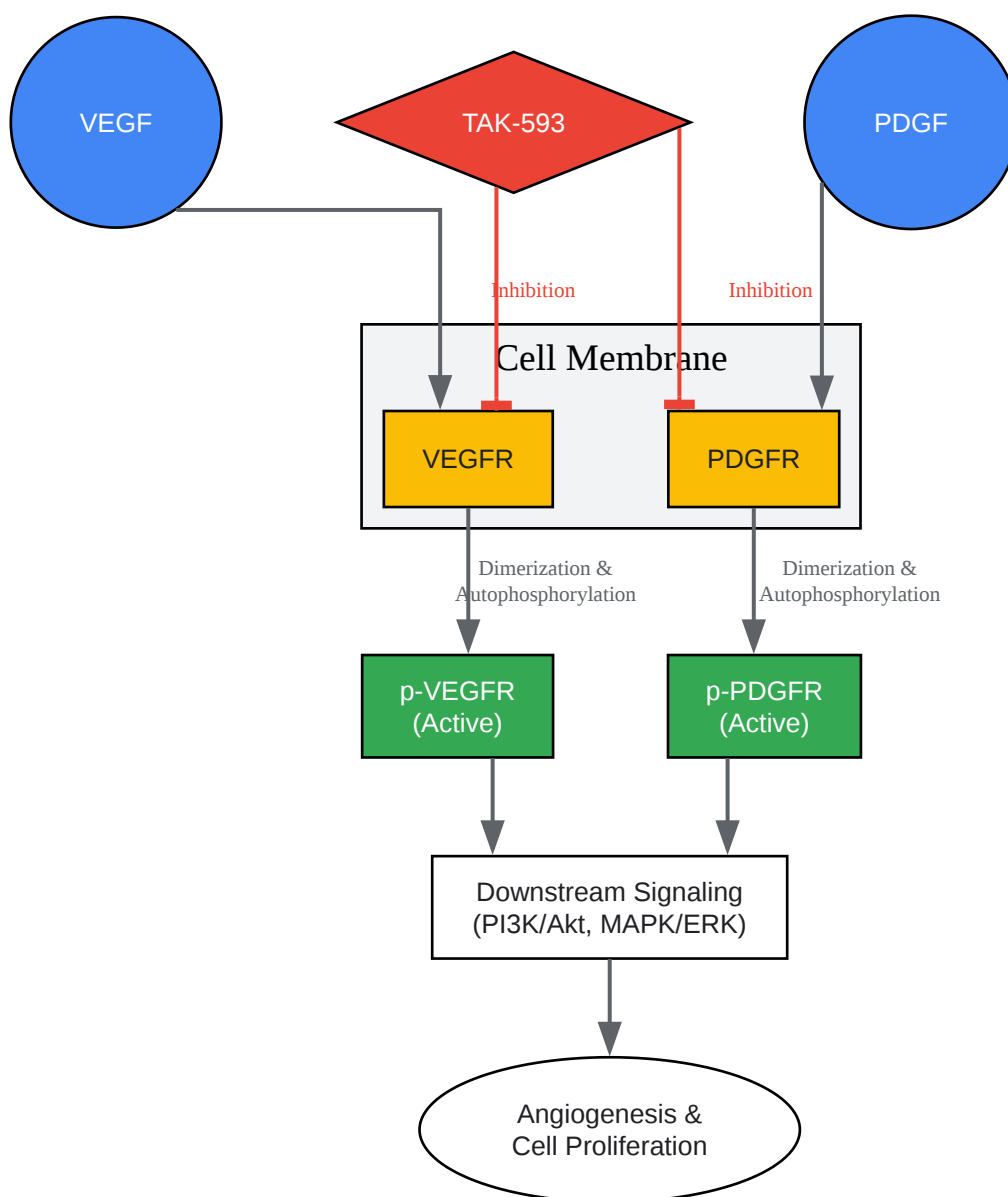 VEGF
TAK-593
PDGF
Inhibition
Inhibition
Cell Membrane
VEGFR
PDGFR
Dimerization &
Autophosphorylation
Dimerization &
Autophosphorylation
p-VEGFR
(Active)
p-PDGFR
(Active)
Downstream Signaling
(PI3K/Akt, MAPK/ERK)
Angiogenesis &
Cell Proliferation